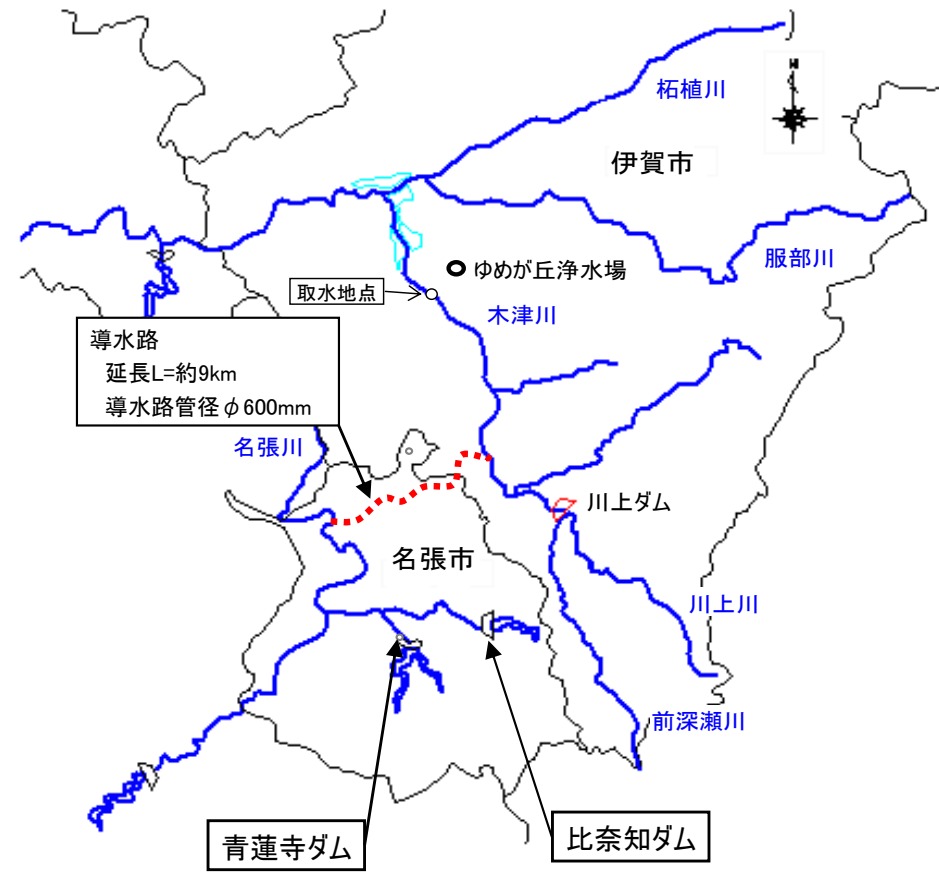 柘植川
N
伊賀市
服部川
ゆめが丘浄水場
取水地点
木津川
導水路
延長L=約9km
導水路管径φ600mm
名張川
川上ダム
名張市
川上川
前深瀬川
青蓮寺ダム
比奈知ダム